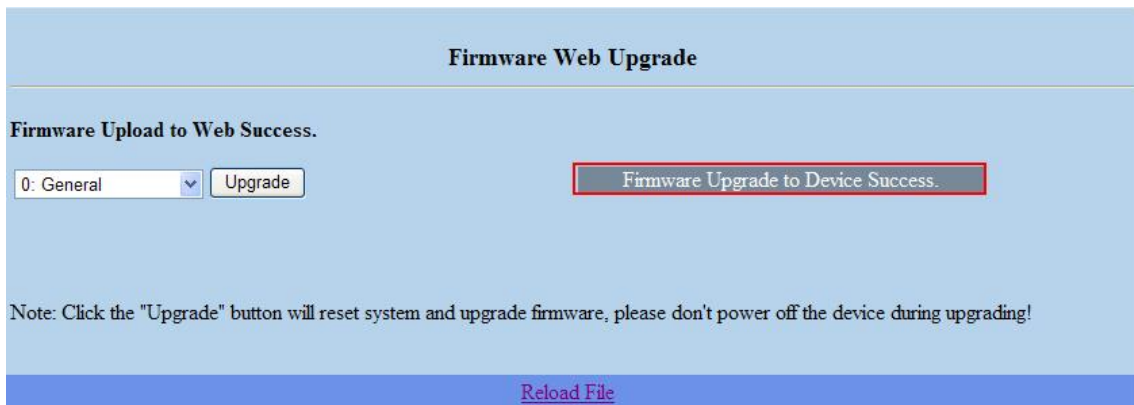 Firmware Web Upgrade
Firmware Upload to Web Success.
0: General Upgrade Firmware Upgrade to Device Success.
Note: Click the "Upgrade" button will reset system and upgrade firmware, please don't power off the device during upgrading!
Reload File